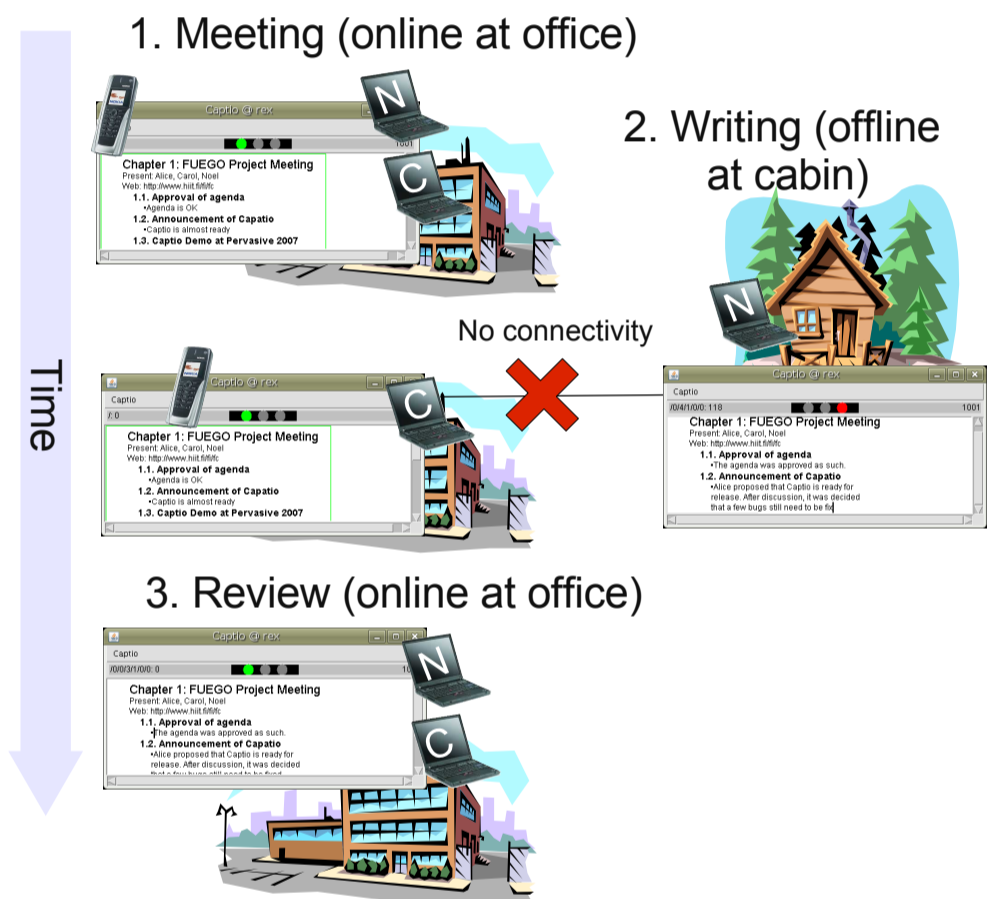 1. Meeting (online at office)
N
Captio @ rex
1001
C
Chapter 1: FUEGO Project Meeting
Present: Alice, Carol, Noel
Web: http://www.hiit.fi/fi/fc
1.1. Approval of agenda
•Agenda is OK
1.2. Announcement of Capatio
•Captio is almost ready
1.3. Captio Demo at Pervasive 2007
2. Writing (offline
at cabin)
N
No connectivity
Time
Captio @ rex
Captio
/: 0
C
Chapter 1: FUEGO Project Meeting
Present: Alice, Carol, Noel
Web: http://www.hiit.fi/fi/fc
1.1. Approval of agenda
•Agenda is OK
1.2. Announcement of Capatio
•Captio is almost ready
1.3. Captio Demo at Pervasive 2007
Captio @ rex
Captio
/0/4/1/0/0: 118 1001
Chapter 1: FUEGO Project Meeting
Present: Alice, Carol, Noel
Web: http://www.hiit.fi/fi/fc
1.1. Approval of agenda
•The agenda was approved as such.
1.2. Announcement of Capatio
•Alice proposed that Captio is ready for
release. After discussion, it was decided
that a few bugs still need to be fix
3. Review (online at office)
Captio @ rex
N
Captio
/0/0/3/1/0/0: 0
C
Chapter 1: FUEGO Project Meeting
Present: Alice, Carol, Noel
Web: http://www.hiit.fi/fi/fc
1.1. Approval of agenda
•The agenda was approved as such.
1.2. Announcement of Capatio
•Alice proposed that Captio is ready for
release. After discussion, it was decided
that a few bugs still need to be fixed